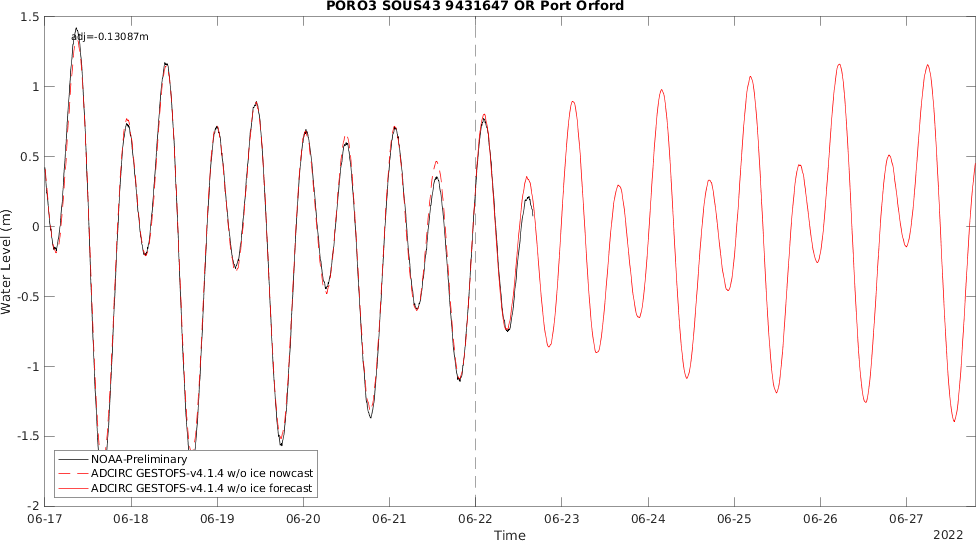 PORO3 SOUS43 9431647 OR Port Orford
adj=-0.13087m
1.5
1
0.5
0
-0.5
-1
-1.5
-2
Water Level (m)
NOAA-Preliminary
ADCIRC GESTOFS-v4.1.4 w/o ice nowcast
ADCIRC GESTOFS-v4.1.4 w/o ice forecast
06-17 06-18 06-19 06-20 06-21 06-22 06-23 06-24 06-25 06-26 06-27
Time
2022